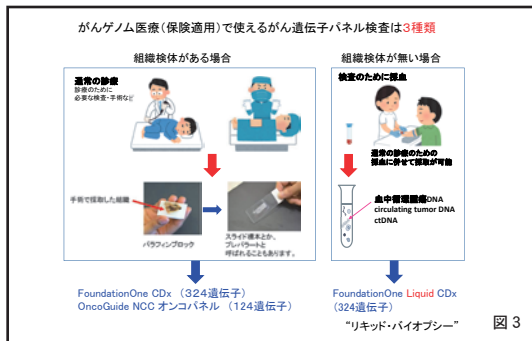 がんゲノム医療（保険適用）で使えるがん遺伝子パネル検査は3種類
組織検体がある場合
通常の診療
診療のために
必要な検査・手術など
手術で採取した組織
パラフィンブロック
スライド標本とか、
プレパラートと
呼ばれることもあります。
FoundationOne CDx （324遺伝子）
OncoGuide NCC オンコパネル （124遺伝子）
組織検体が無い場合
検査のために採血
通常の診療のための
採血に併せて採取が可能
血中循環腫瘍DNA
circulating tumor DNA
ctDNA
FoundationOne Liquid CDx
(324遺伝子)
“リキッド・バイオプシー”
図3